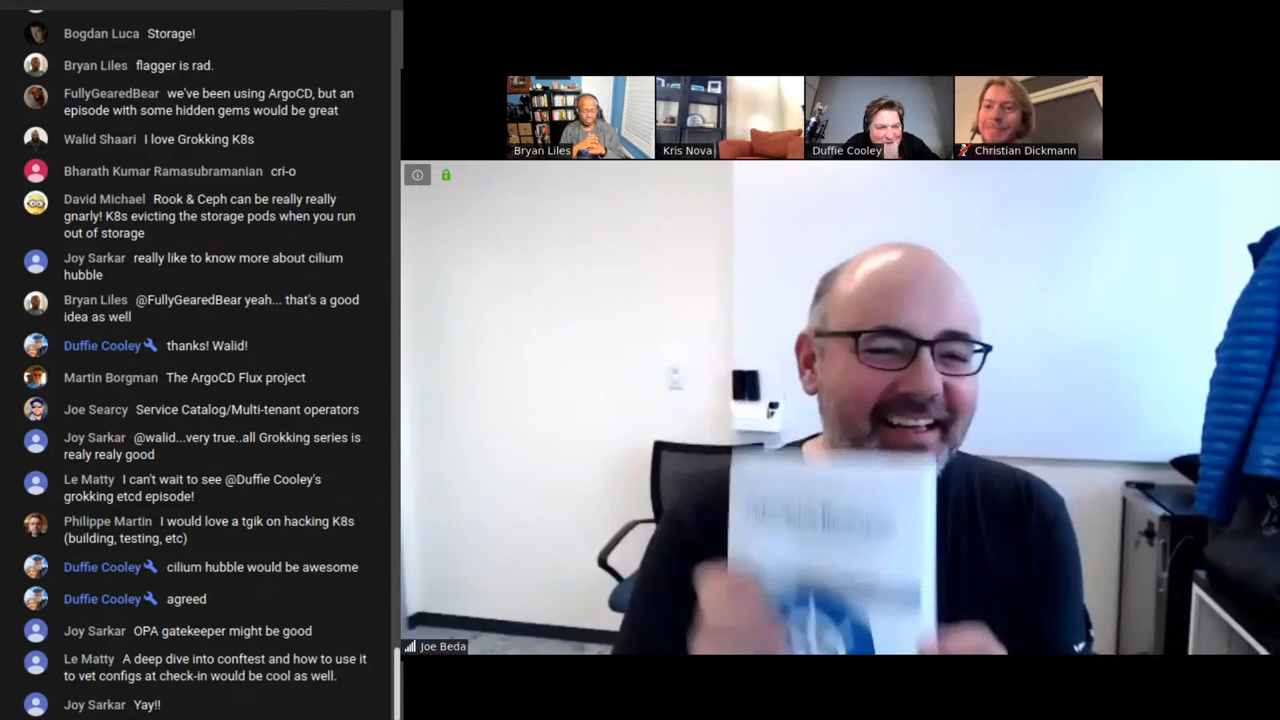 Bogdan Luca Storage!
Bryan Liles flagger is rad.
FullyGearedBear we've been using ArgoCD, but an
episode with some hidden gems would be great
Walid Shaari I love Grokking K8s
Bharath Kumar Ramasubramanian cri-o
David Michael Rook & Ceph can be really really
gnarly! K8s evicting the storage pods when you run
out of storage
Joy Sarkar really like to know more about cilium
hubble
Bryan Liles @FullyGearedBear yeah... that's a good
idea as well
Duffie Cooley thanks! Walid!
Martin Borgman The ArgoCD Flux project
Joe Searcy Service Catalog/Multi-tenant operators
Joy Sarkar @walid...very true..all Grokking series is
realy realy good
Le Matty I can't wait to see @Duffie Cooley's
grokking etcd episode!
Philippe Martin I would love a tgik on hacking K8s
(building, testing, etc)
Duffie Cooley cilium hubble would be awesome
Duffie Cooley agreed
Joy Sarkar OPA gatekeeper might be good
Le Matty A deep dive into conftest and how to use it
to vet configs at check-in would be cool as well.
Joy Sarkar Yay!!
Bryan Liles
Kris Nova
Duffie Cooley
Christian Dickmann
Joe Beda